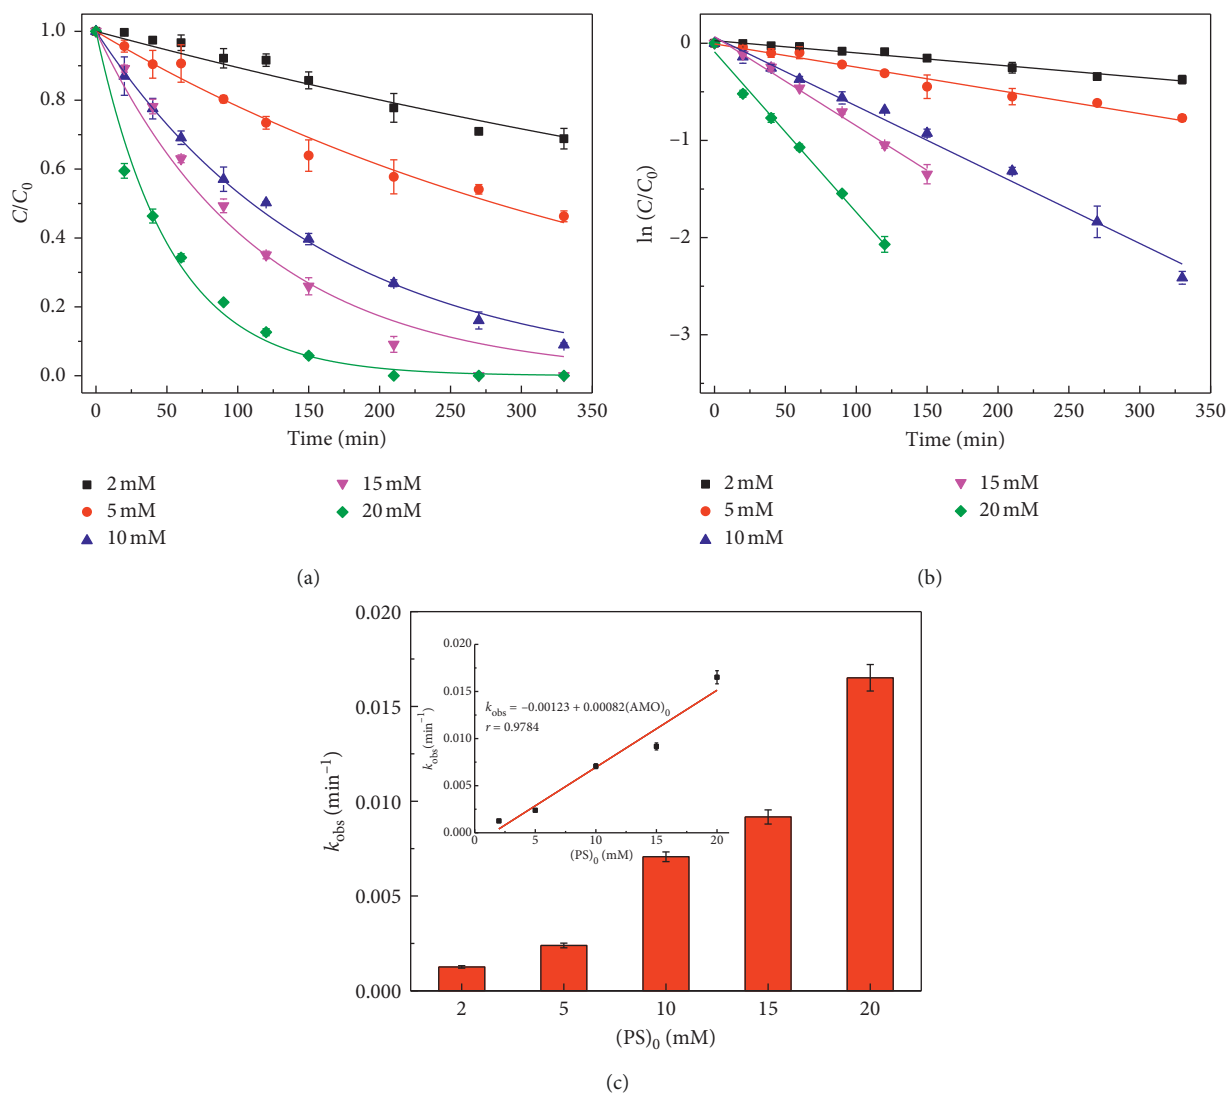 1.0
0.8
0.6
0.4
0.2
0.0
C/C0
0 50 100 150 200 250 300 350
Time (min)
2 mM
5 mM
10 mM
15 mM
20 mM
(a)
0
−1
−2
−3
ln (C/C0)
0 50 100 150 200 250 300 350
Time (min)
2 mM
5 mM
10 mM
15 mM
20 mM
(b)
0.020
0.015
0.010
0.005
0.000
kobs (min−1)
2 5 10 15 20
(PS)0 (mM)
0.020
0.015
0.010
0.005
0.000
kobs(min−1)
kobs = −0.00123 + 0.00082(AMO)0
r = 0.9784
0 5 10 15 20
(PS)0 (mM)
(c)